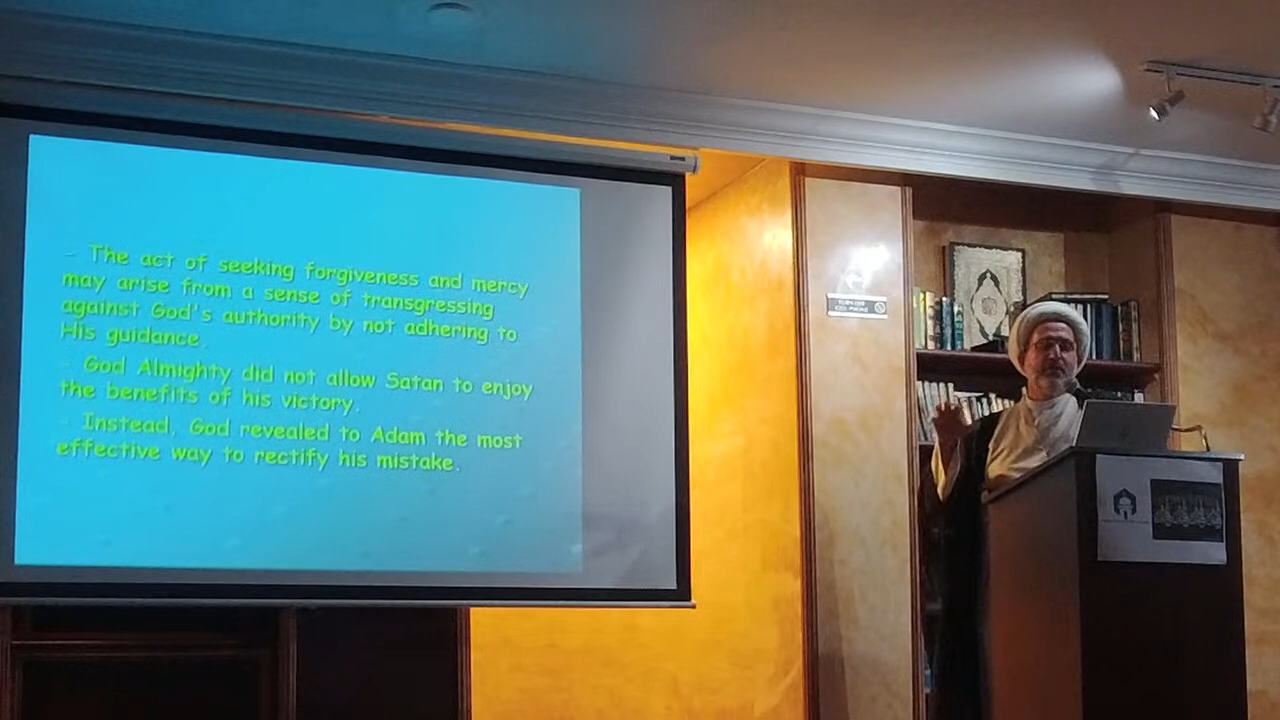 - The act of seeking forgiveness and mercy
may arise from a sense of transgressing
against God's authority by not adhering to
His guidance.
- God Almighty did not allow Satan to enjoy
the benefits of his victory.
- Instead, God revealed to Adam the most
effective way to rectify his mistake.